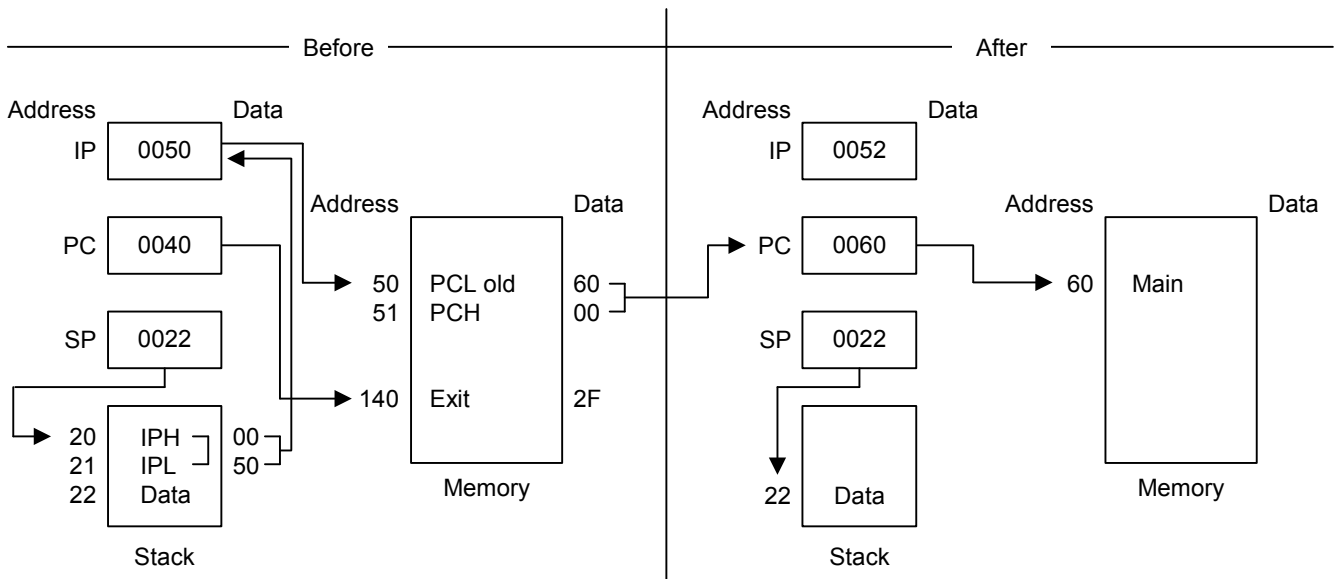 Before
Address Data
IP 0050
PC 0040
SP 0022
20 IPH 00
21 IPL 50
22 Data
Stack
Address Data
50 PCL old 60
51 PCH 00
140 Exit 2F
Memory
After
Address Data
IP 0052
PC 0060
SP 0022
22 Data
Stack
Address Data
60 Main
Memory